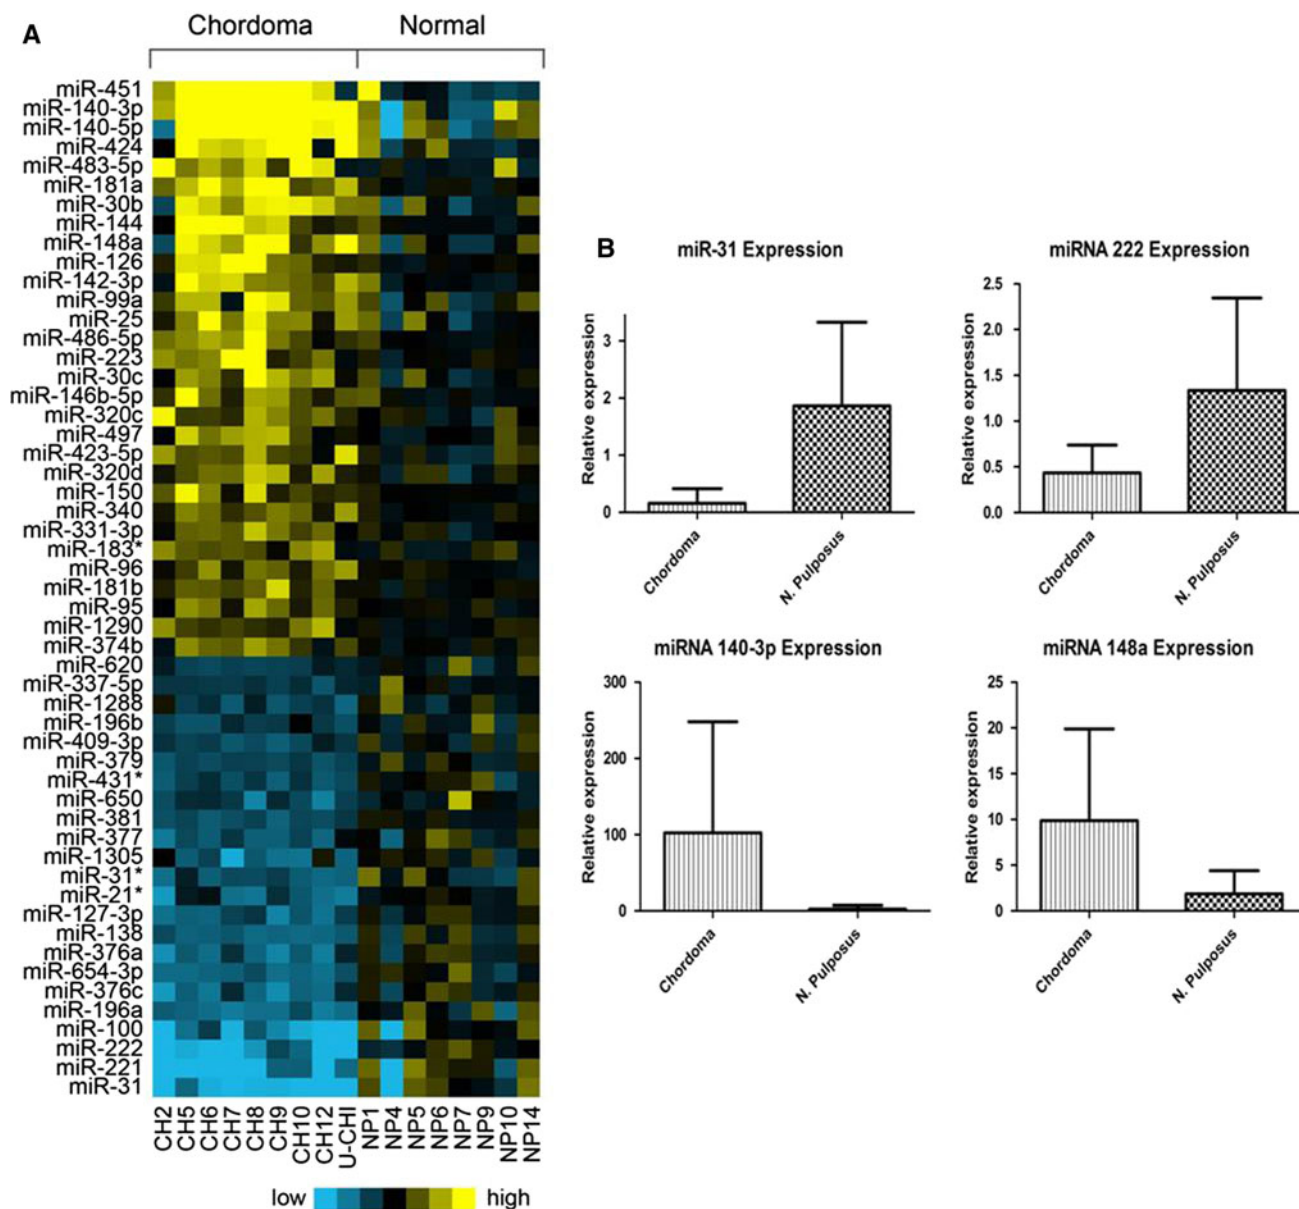 A
Chordoma Normal
miR-451
miR-140-3p
miR-140-5p
miR-424
miR-483-5p
miR-181a
miR-30b
miR-144
miR-148a
miR-126
miR-142-3p
miR-99a
miR-25
miR-486-5p
miR-223
miR-30c
miR-146b-5p
miR-320c
miR-497
miR-423-5p
miR-320d
miR-150
miR-340
miR-331-3p
miR-183*
miR-96
miR-181b
miR-95
miR-1290
miR-374b
miR-620
miR-337-5p
miR-1288
miR-196b
miR-409-3p
miR-379
miR-431*
miR-650
miR-381
miR-377
miR-1305
miR-31*
miR-21*
miR-127-3p
miR-138
miR-376a
miR-654-3p
miR-376c
miR-196a
miR-100
miR-222
miR-221
miR-31
CH2 CH5 CH6 CH7 CH8 CH9 CH10 CH12 U-CHI NP1 NP4 NP5 NP6 NP7 NP9 NP10 NP14
low high
B
miR-31 Expression
Relative expression
3
2
1
0
Chordoma N. Pulposus
miRNA 222 Expression
Relative expression
2.5
2.0
1.5
1.0
0.5
0.0
Chordoma N. Pulposus
miRNA 140-3p Expression
Relative expression
300
200
100
0
Chordoma N. Pulposus
miRNA 148a Expression
Relative expression
25
20
15
10
5
0
Chordoma N. Pulposus